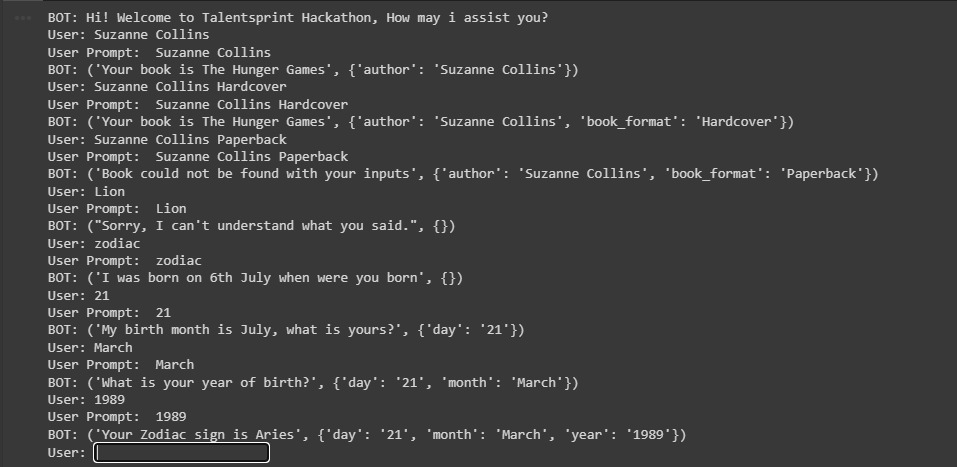 BOT: Hi! Welcome to Talentsprint Hackathon, How may i assist you?
User: Suzanne Collins
User Prompt:  Suzanne Collins
BOT: ('Your book is The Hunger Games', {'author': 'Suzanne Collins'})
User: Suzanne Collins Hardcover
User Prompt:  Suzanne Collins Hardcover
BOT: ('Your book is The Hunger Games', {'author': 'Suzanne Collins', 'book_format': 'Hardcover'})
User: Suzanne Collins Paperback
User Prompt:  Suzanne Collins Paperback
BOT: ('Book could not be found with your inputs', {'author': 'Suzanne Collins', 'book_format': 'Paperback'})
User: Lion
User Prompt:  Lion
BOT: ("Sorry, I can't understand what you said.", {})
User: zodiac
User Prompt:  zodiac
BOT: ('I was born on 6th July when were you born', {})
User: 21
User Prompt:  21
BOT: ('My birth month is July, what is yours?', {'day': '21'})
User: March
User Prompt:  March
BOT: ('What is your year of birth?', {'day': '21', 'month': 'March'})
User: 1989
User Prompt:  1989
BOT: ('Your Zodiac sign is Aries', {'day': '21', 'month': 'March', 'year': '1989'})
User: